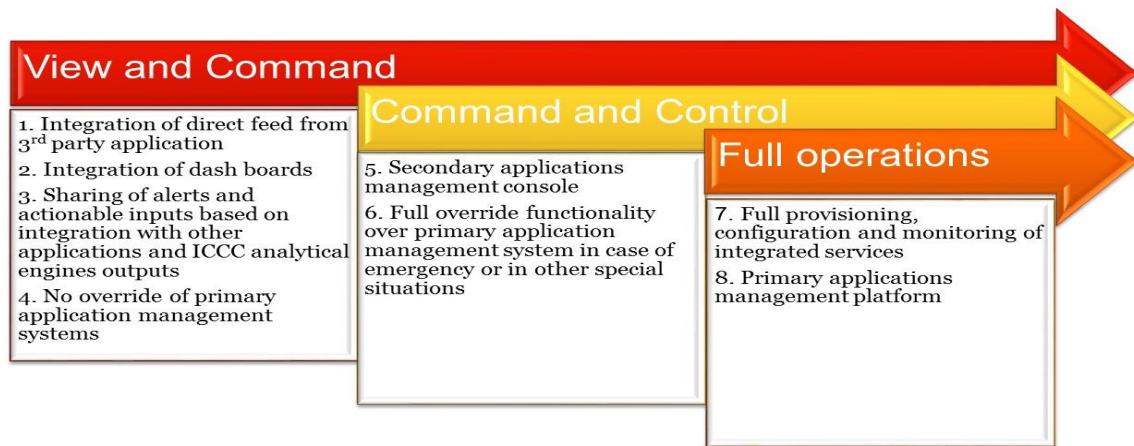 View and Command
1. Integration of direct feed from
3rd party application
2. Integration of dash boards
3. Sharing of alerts and
actionable inputs based on
integration with other
applications and ICCC analytical
engines outputs
4. No override of primary
application management
systems
Command and Control
5. Secondary applications
management console
6. Full override functionality
over primary application
management system in case of
emergency or in other special
situations
Full operations
7. Full provisioning,
configuration and monitoring of
integrated services
8. Primary applications
management platform